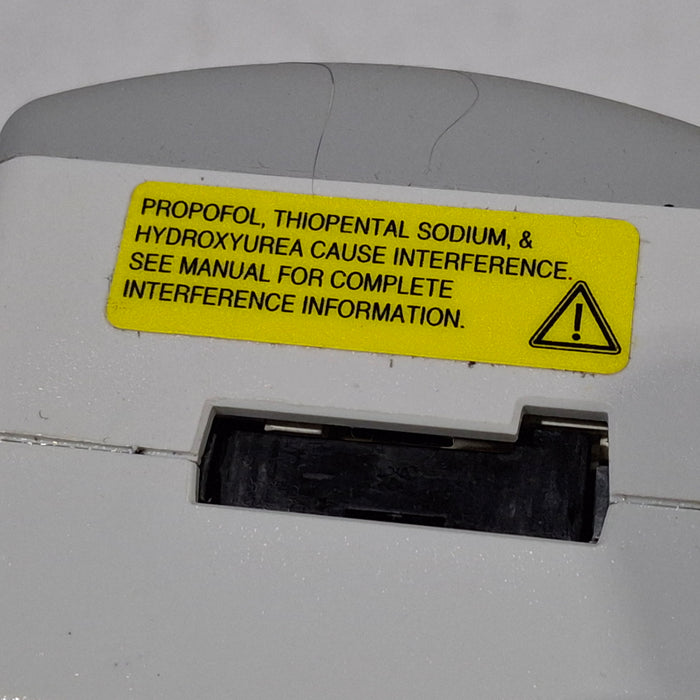 PROPOFOL, THIOPENTAL SODIUM, &
HYDROXYUREA CAUSE INTERFERENCE.
SEE MANUAL FOR COMPLETE
INTERFERENCE INFORMATION.
!